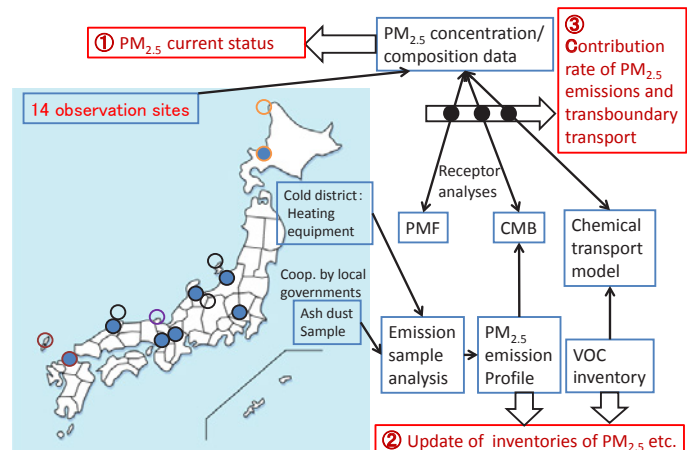 ① PM2.5 current status
PM2.5 concentration/
composition data
③
Contribution
rate of PM2.5
emissions and
transboundary
transport
14 observation sites
Receptor
analyses
Cold district:
Heating
equipment
PMF
CMB
Chemical
transport
model
Coop. by local
governments
Ash dust
Sample
Emission
sample
analysis
PM2.5
emission
Profile
VOC
inventory
② Update of inventories of PM2.5 etc.